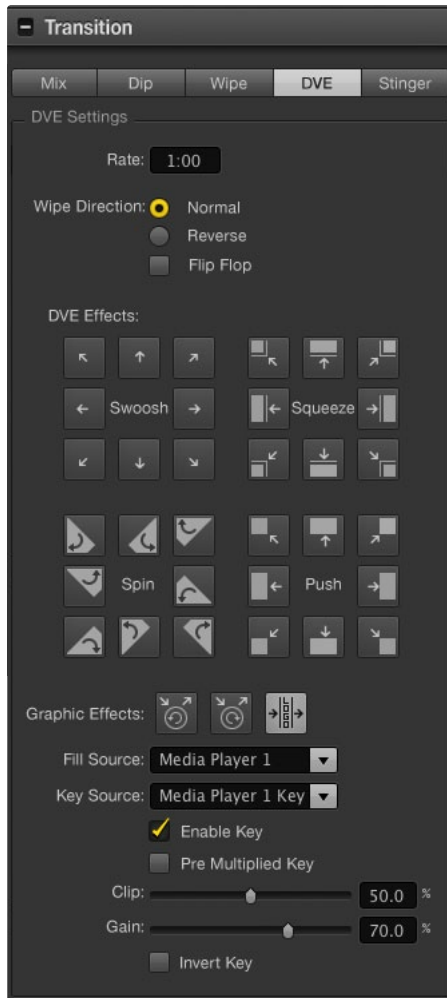 Transition
Mix Dip Wipe DVE Stinger
DVE Settings
Rate: 1:00
Wipe Direction: Normal
Reverse
Flip Flop
DVE Effects:
Swoosh Squeeze
Spin Push
Graphic Effects: LOGO
Fill Source: Media Player 1
Key Source: Media Player 1 Key
Enable Key
Pre Multiplied Key
Clip: 50.0 %
Gain: 70.0 %
Invert Key